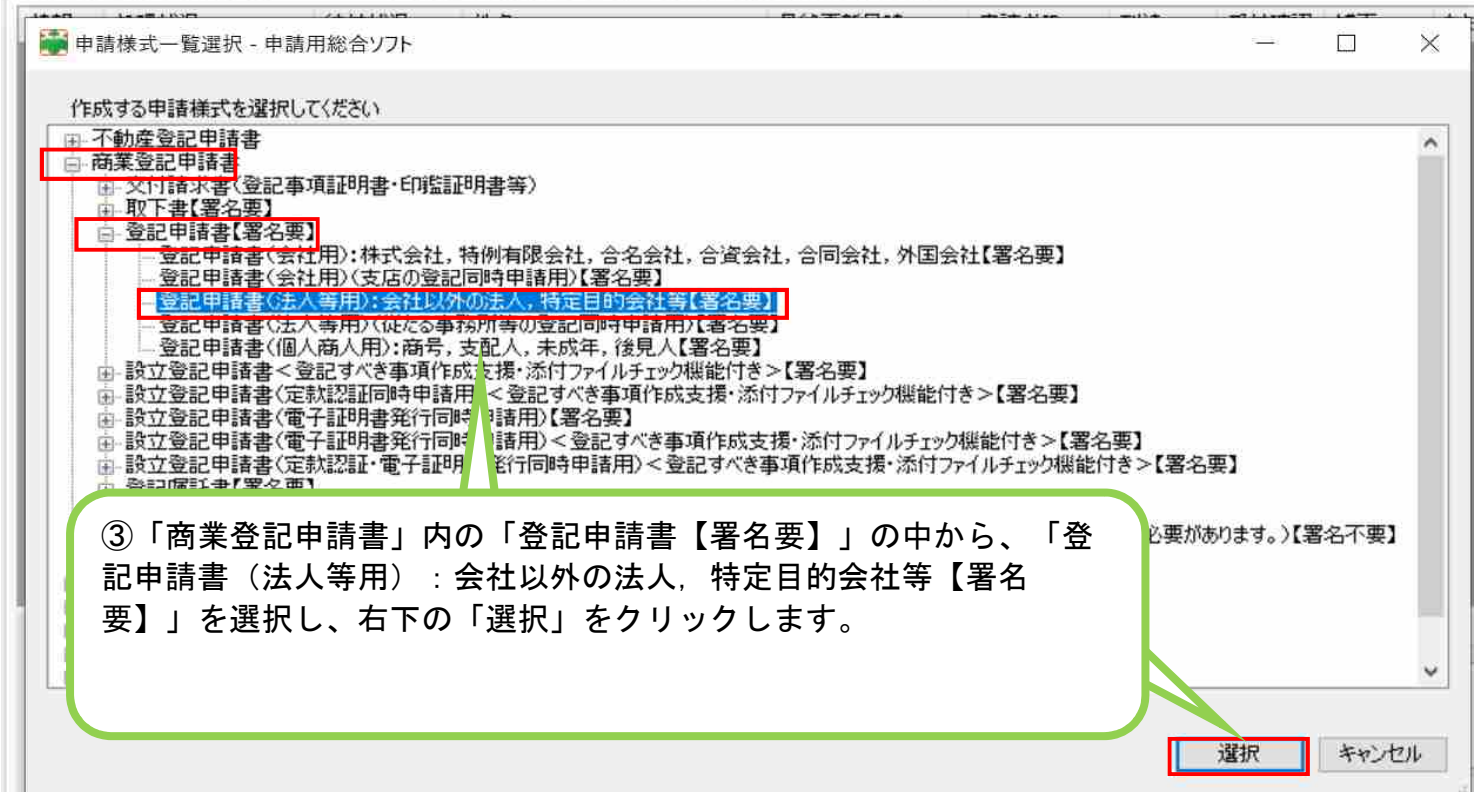 申請様式一覧選択 - 申請用総合ソフト
作成する申請様式を選択してください
不動産登記申請書
商業登記申請書
交付請求書(登記事項証明書・印鑑証明書等)
取下書【署名要】
登記申請書【署名要】
登記申請書(会社用):株式会社, 特例有限会社, 合名会社, 合資会社, 合同会社, 外国会社【署名要】
登記申請書(会社用)(支店の登記同時申請用)【署名要】
登記申請書(法人等用):会社以外の法人, 特定目的会社等【署名要】
登記申請書(法人等用)(従たる事務所等の登記同時申請用)【署名要】
登記申請書(個人商人用):商号, 支配人, 未成年, 後見人【署名要】
設立登記申請書<登記すべき事項作成支援・添付ファイルチェック機能付き>【署名要】
設立登記申請書(定款認証同時申請用)<登記すべき事項作成支援・添付ファイルチェック機能付き>【署名要】
設立登記申請書(電子証明書発行同時申請用)【署名要】
設立登記申請書(電子証明書発行同時申請用)<登記すべき事項作成支援・添付ファイルチェック機能付き>【署名要】
設立登記申請書(定款認証・電子証明書発行同時申請用)<登記すべき事項作成支援・添付ファイルチェック機能付き>【署名要】
登記嘱託書【署名要】
必要があります。)【署名不要】
③「商業登記申請書」内の「登記申請書【署名要】」の中から、「登
記申請書(法人等用):会社以外の法人, 特定目的会社等【署名
要】」を選択し、右下の「選択」をクリックします。
選択
キャンセル